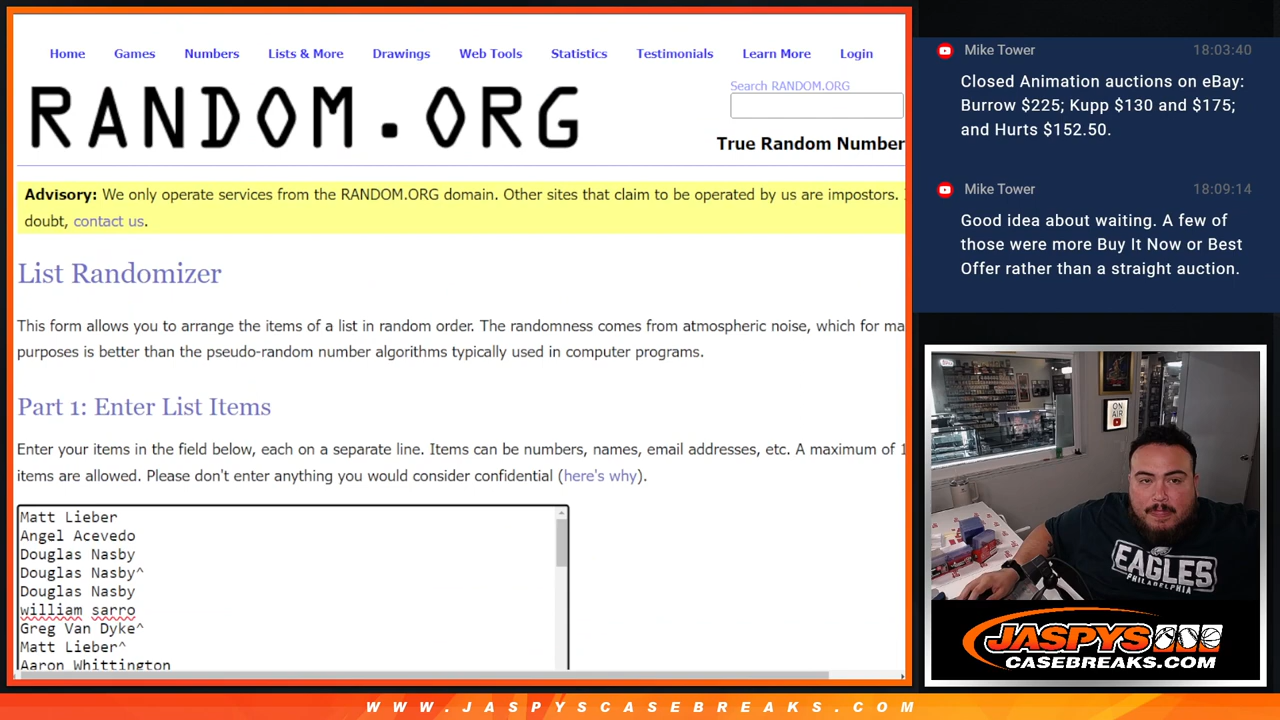 Home Games Numbers Lists & More Drawings Web Tools Statistics Testimonials Learn More Login
RANDOM.ORG
Search RANDOM.ORG
True Random Number
Advisory: We only operate services from the RANDOM.ORG domain. Other sites that claim to be operated by us are impostors.
doubt, contact us.
List Randomizer
This form allows you to arrange the items of a list in random order. The randomness comes from atmospheric noise, which for ma
purposes is better than the pseudo-random number algorithms typically used in computer programs.
Part 1: Enter List Items
Enter your items in the field below, each on a separate line. Items can be numbers, names, email addresses, etc. A maximum of 1
items are allowed. Please don't enter anything you would consider confidential (here's why).
Matt Lieber
Angel Acevedo
Douglas Nasby
Douglas Nasby^
Douglas Nasby
william sarro
Greg Van Dyke^
Matt Lieber^
Aaron Whittington
Mike Tower 18:03:40
Closed Animation auctions on eBay:
Burrow $225; Kupp $130 and $175;
and Hurts $152.50.
Mike Tower 18:09:14
Good idea about waiting. A few of
those were more Buy It Now or Best
Offer rather than a straight auction.
ON
AIR
EAGLES
PHILADELPHIA
JASPYS
CASEBREAKS.COM
WWW.JASPYSCASEBREAKS.COM